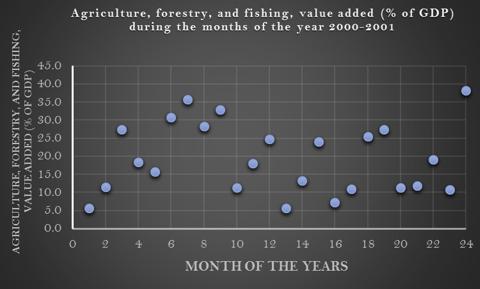 Agriculture, forestry, and fishing, value added (% of GDP)
during the months of the year 2000-2001
AGRICULTURE, FORESTRY, AND FISHING,
VALUE ADDED (% OF GDP)
45.0
40.0
35.0
30.0
25.0
20.0
15.0
10.0
5.0
0.0
0 2 4 6 8 10 12 14 16 18 20 22 24
MONTH OF THE YEARS